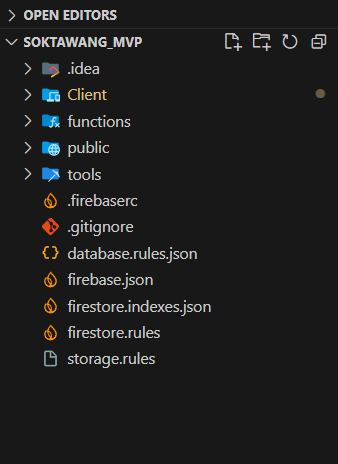 OPEN EDITORS
SOKTAWANG_MVP
.idea
Client
functions
public
tools
.firebaserc
.gitignore
database.rules.json
firebase.json
firestore.indexes.json
firestore.rules
storage.rules